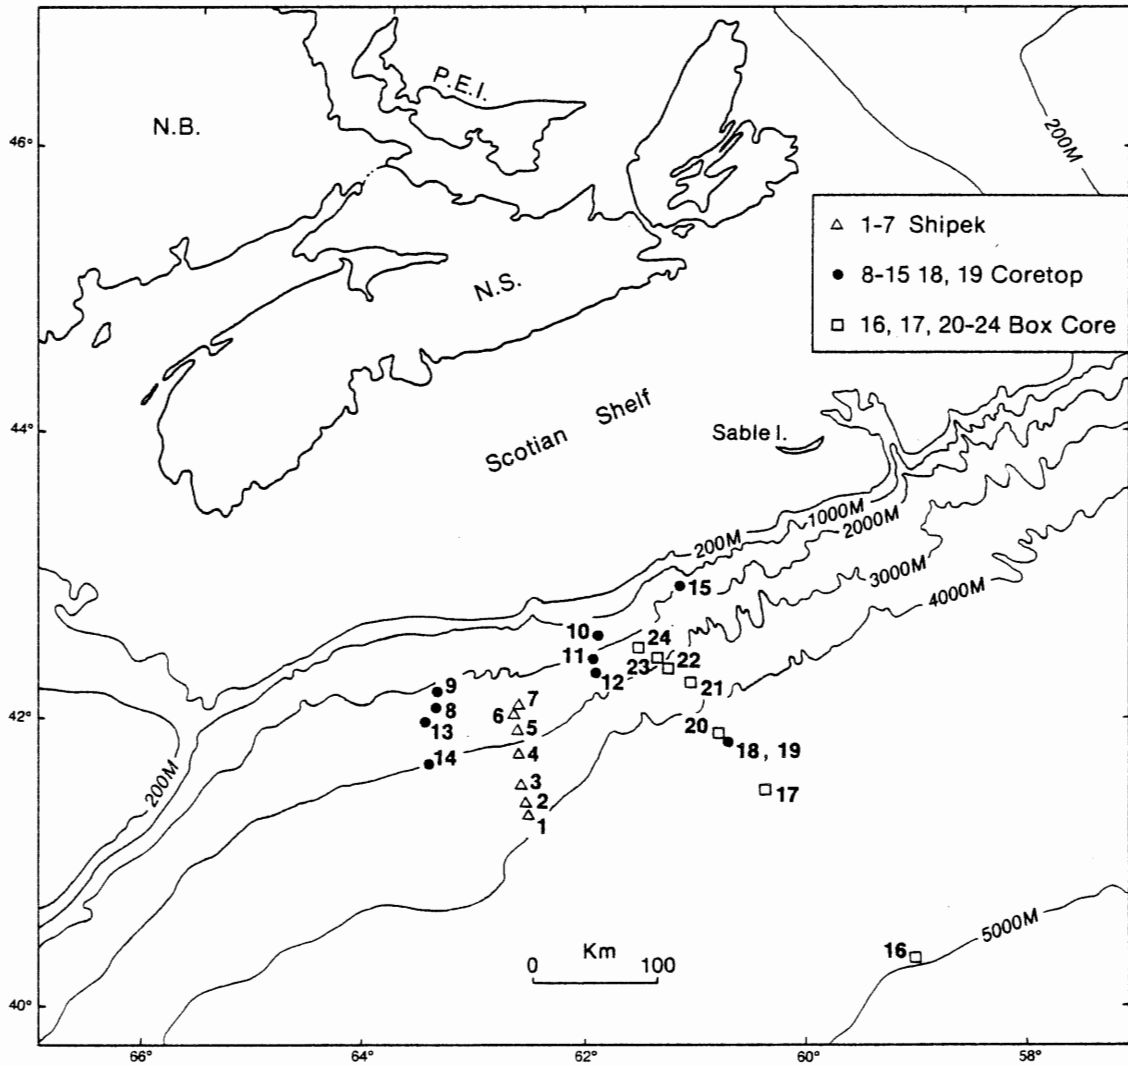 P.E.I.
N.B.
46°
200M
△ 1-7 Shipek
● 8-15 18, 19 Coretop
□ 16, 17, 20-24 Box Core
N.S.
Scotian Shelf
44°
Sable I.
200M
1000M
2000M
3000M
4000M
15
10
24
11
23
22
12
21
9
8
7
6
5
13
42°
20
18, 19
14
4
3
17
2
1
200M
5000M
16
Km
0 100
40°
66° 64° 62° 60° 58°